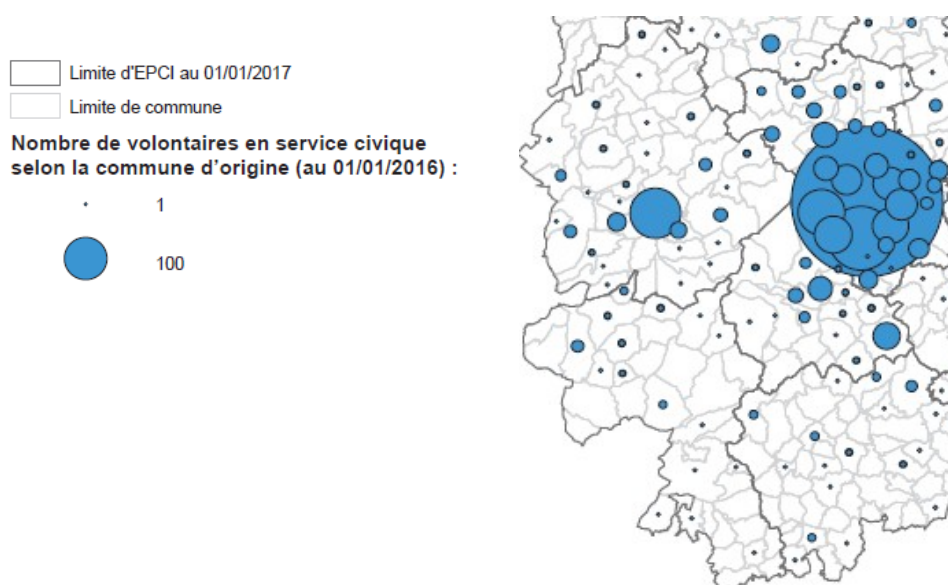 Limite d'EPCI au 01/01/2017
Limite de commune
Nombre de volontaires en service civique
selon la commune d’origine (au 01/01/2016) :
1
100